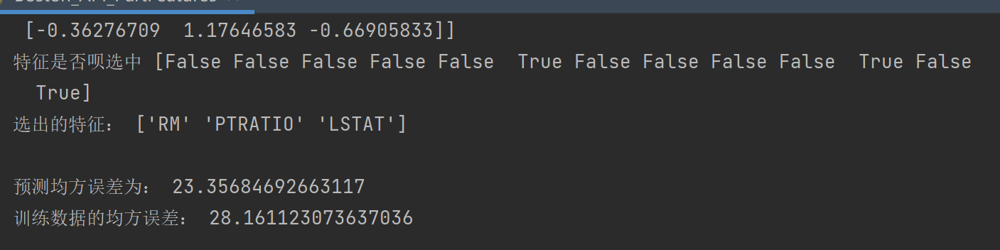 [-0.36276709  1.17646583 -0.66905833]]
特征是否呗选中 [False False False False False  True False False False False  True False
  True]
选出的特征： ['RM' 'PTRATIO' 'LSTAT']
预测均方误差为： 23.35684692663117
训练数据的均方误差： 28.161123073637036